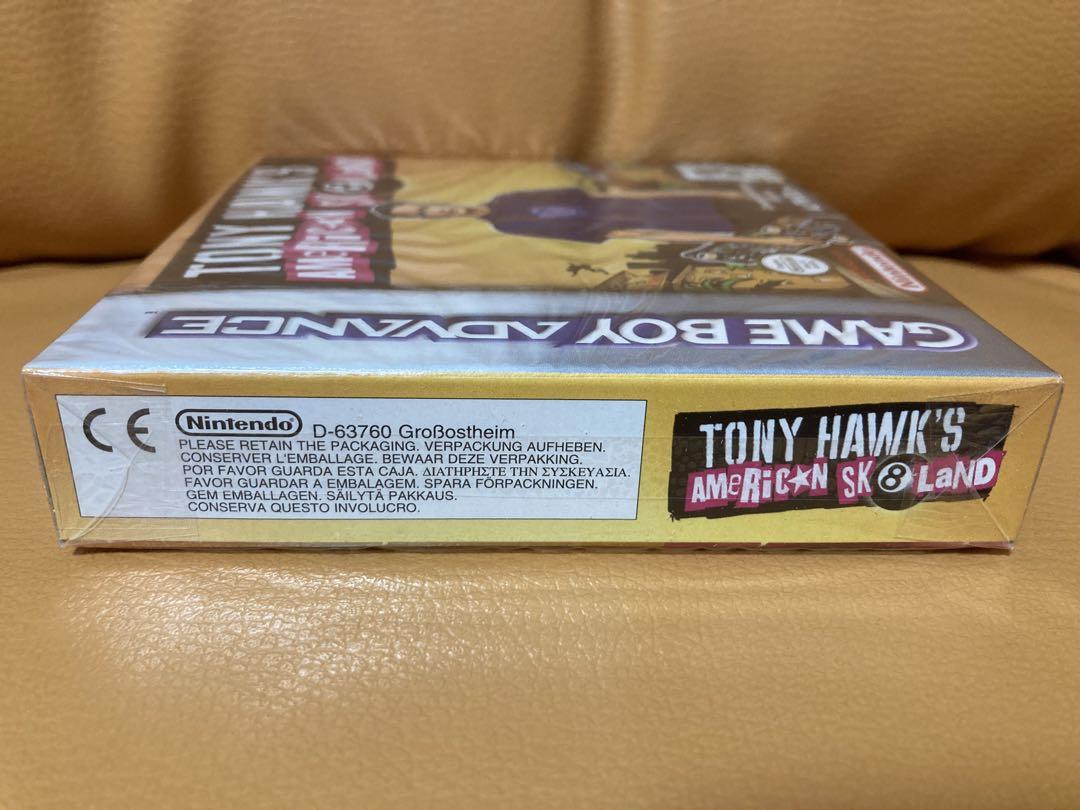 TONY HAWK'S
AMERICAN SK8LAND
Nintendo
GAME BOY ADVANCE
CE Nintendo D-63760 Großostheim
PLEASE RETAIN THE PACKAGING. VERPACKUNG AUFHEBEN.
CONSERVER L'EMBALLAGE. BEWAAR DEZE VERPAKKING.
POR FAVOR GUARDA ESTA CAJA. ΔΙΑΤΗΡΗΣΤΕ ΤΗΝ ΣΥΣΚΕΥΑΣΙΑ.
FAVOR GUARDAR A EMBALAGEM. SPARA FÖRPACKNINGEN.
GEM EMBALLAGEN. SÄILYTÄ PAKKAUS.
CONSERVA QUESTO INVOLUCRO.
TONY HAWK'S
AMeRiC★N SK8LaND